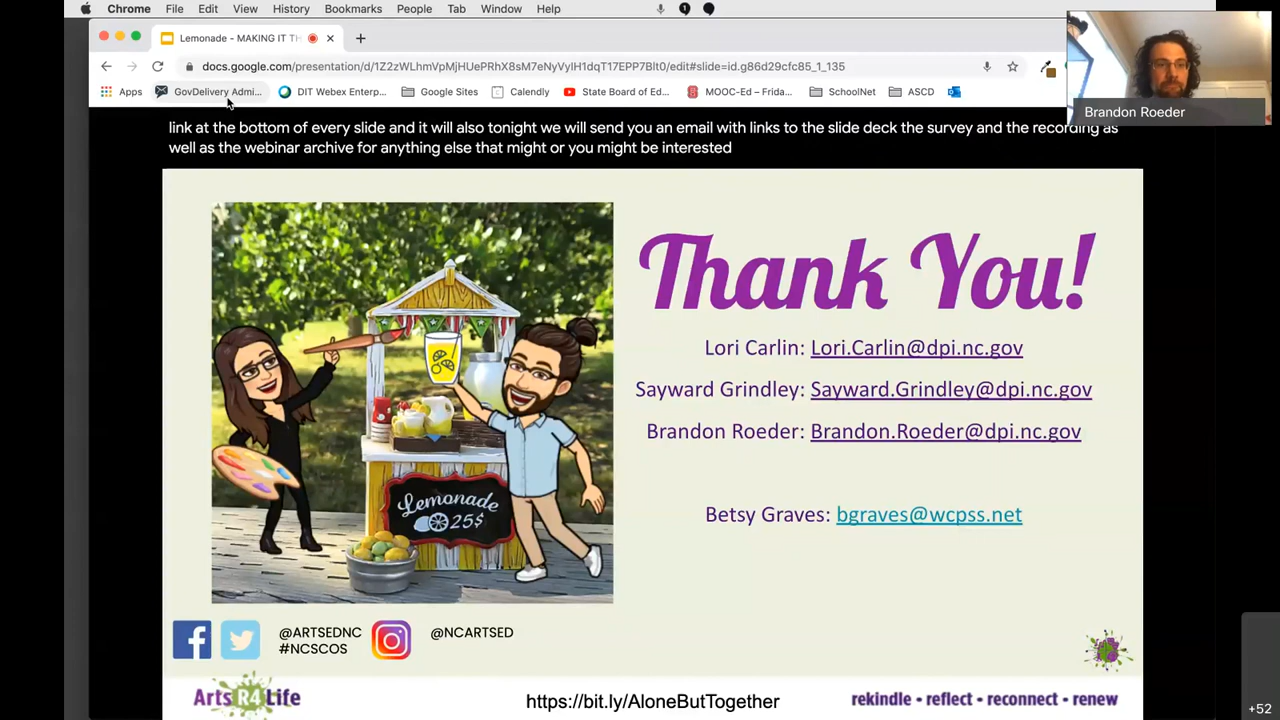 Chrome File Edit View History Bookmarks People Tab Window Help
Lemonade - MAKING IT TH
docs.google.com/presentation/d/1Z2zWLhmVpMjHUePRhX8sM7eNyVyIH1dqT17EPP7Blt0/edit#slide=id.g86d29cfc85_1_135
Apps GovDelivery Admi... DIT Webex Enterp... Google Sites Calendly State Board of Ed... MOOC-Ed – Frida... SchoolNet ASCD
Brandon Roeder
link at the bottom of every slide and it will also tonight we will send you an email with links to the slide deck the survey and the recording as
well as the webinar archive for anything else that might or you might be interested
Thank You!
Lori Carlin: Lori.Carlin@dpi.nc.gov
Sayward Grindley: Sayward.Grindley@dpi.nc.gov
Brandon Roeder: Brandon.Roeder@dpi.nc.gov
Betsy Graves: bgraves@wcpss.net
Lemonade
25$
@ARTSEDNC
#NCSCOS
@NCARTSED
Arts R4 Life
https://bit.ly/AloneButTogether
rekindle • reflect • reconnect • renew
+52